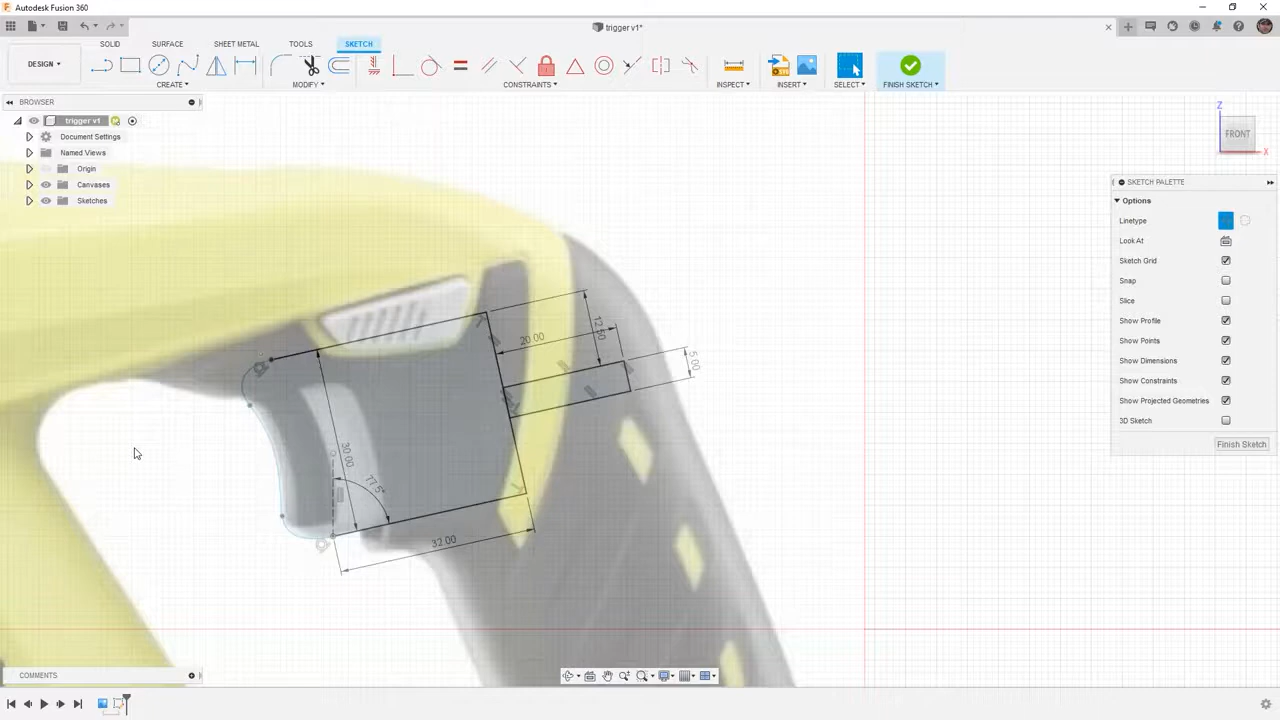 Autodesk Fusion 360
trigger v1*
SOLID
SURFACE
SHEET METAL
TOOLS
SKETCH
DESIGN
CREATE
MODIFY
CONSTRAINTS
INSPECT
INSERT
SELECT
FINISH SKETCH
BROWSER
trigger v1
Document Settings
Named Views
Origin
Canvases
Sketches
Z
FRONT
X
SKETCH PALETTE
Options
Linetype
Look At
Sketch Grid
Snap
Slice
Show Profile
Show Points
Show Dimensions
Show Constraints
Show Projected Geometries
3D Sketch
Finish Sketch
12.50
20.00
5.00
30.00
77.5°
32.00
COMMENTS